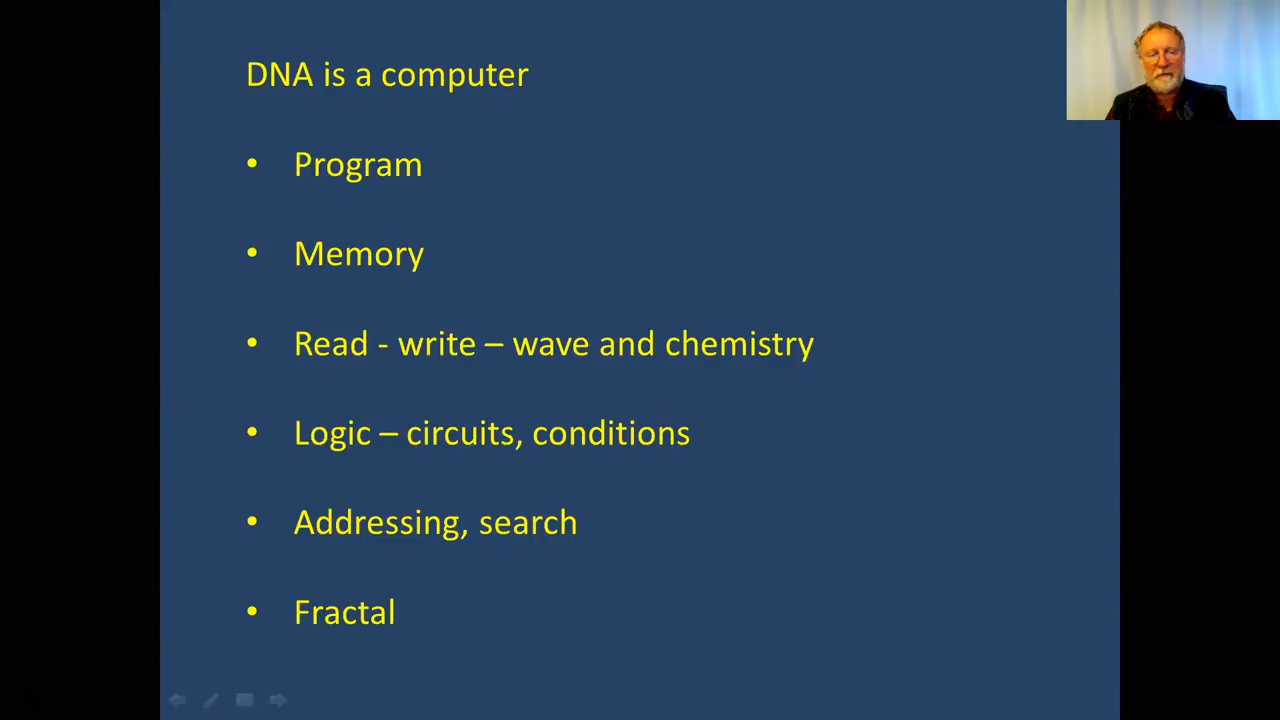 DNA is a computer
• Program
• Memory
• Read - write – wave and chemistry
• Logic – circuits, conditions
• Addressing, search
• Fractal